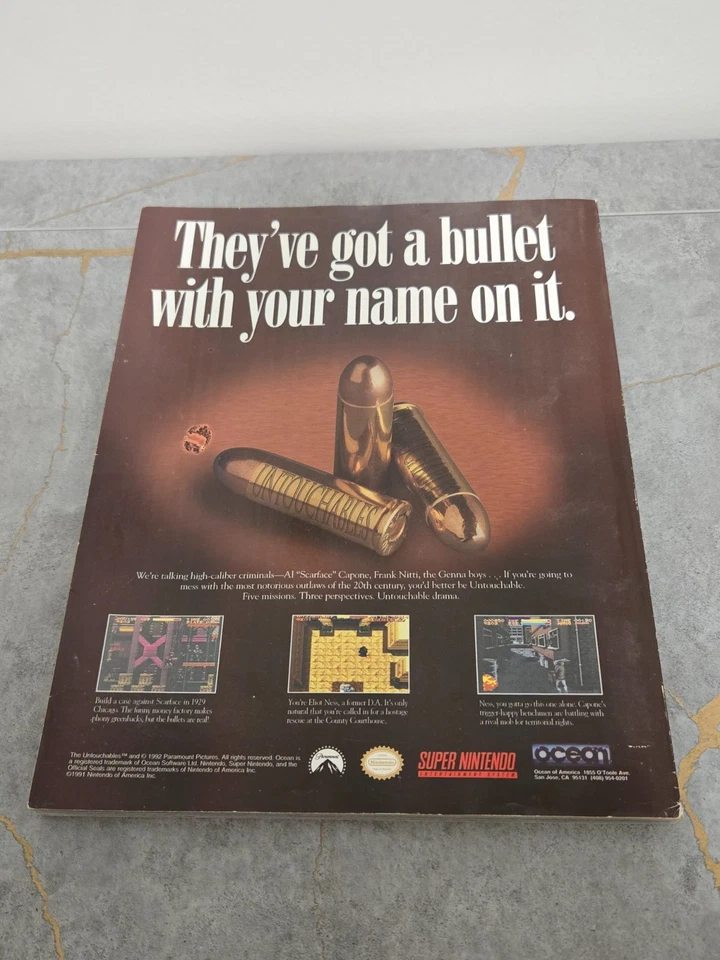 They've got a bullet
with your name on it.
UNTOUCHABLES
We're talking high-caliber criminals—Al "Scarface" Capone, Frank Nitti, the Genna boys . . . If you're going to
mess with the most notorious outlaws of the 20th century, you'd better be Untouchable.
Five missions. Three perspectives. Untouchable drama.
Build a case against Scarface in 1929
Chicago. The funny money factory makes
phony greenbacks, but the bullets are real!
You're Eliot Ness, a former D.A. It's only
natural that you're called in for a hostage
rescue at the County Courthouse.
Ness, you gotta go this one alone. Capone's
trigger-happy henchmen are battling with
a rival mob for territorial rights.
The Untouchables™ and © 1992 Paramount Pictures. All rights reserved. Ocean is
a registered trademark of Ocean Software Ltd. Nintendo, Super Nintendo, and the
Official Seals are registered trademarks of Nintendo of America Inc.
©1991 Nintendo of America Inc.
Paramount
SUPER NINTENDO
ENTERTAINMENT SYSTEM
ocean
Ocean of America 1855 O'Toole Ave.
San Jose, CA 95131 (408) 954-0201